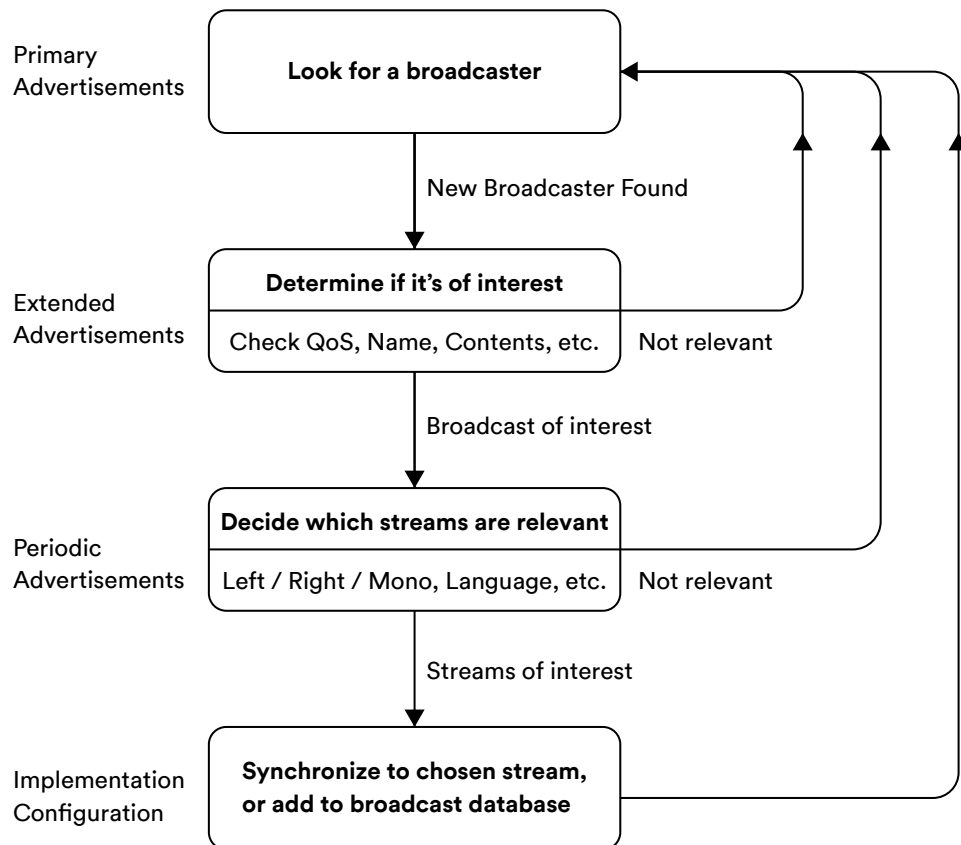 Primary
Advertisements
Look for a broadcaster
New Broadcaster Found
Extended
Advertisements
Determine if it's of interest
Check QoS, Name, Contents, etc.
Not relevant
Broadcast of interest
Periodic
Advertisements
Decide which streams are relevant
Left / Right / Mono, Language, etc.
Not relevant
Streams of interest
Implementation
Configuration
Synchronize to chosen stream,
or add to broadcast database